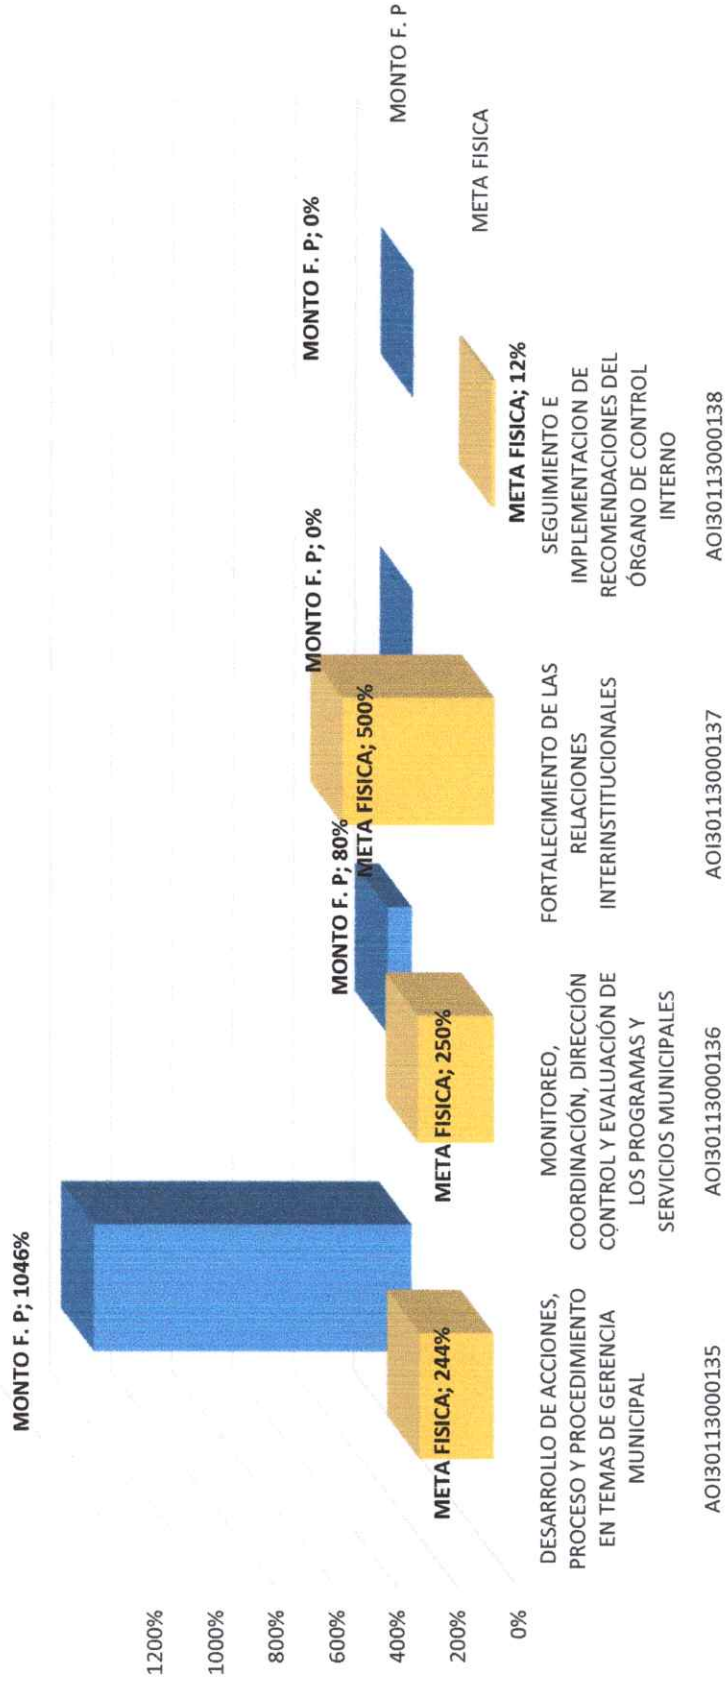 MONTO F. P; 1046%
MONTO F. P; 80%
MONTO F. P; 0%
MONTO F. P; 0%
META FISICA; 244%
META FISICA; 250%
META FISICA; 500%
META FISICA; 12%
1200%
1000%
800%
600%
400%
200%
0%
MONTO F. P
META FISICA
DESARROLLO DE ACCIONES,
PROCESO Y PROCEDIMIENTO
EN TEMAS DE GERENCIA
MUNICIPAL
AOI30113000135
MONITOREO,
COORDINACIÓN, DIRECCIÓN
CONTROL Y EVALUACIÓN DE
LOS PROGRAMAS Y
SERVICIOS MUNICIPALES
AOI30113000136
FORTALECIMIENTO DE LAS
RELACIONES
INTERINSTITUCIONALES
AOI30113000137
SEGUIMIENTO E
IMPLEMENTACION DE
RECOMENDACIONES DEL
ÓRGANO DE CONTROL
INTERNO
AOI30113000138